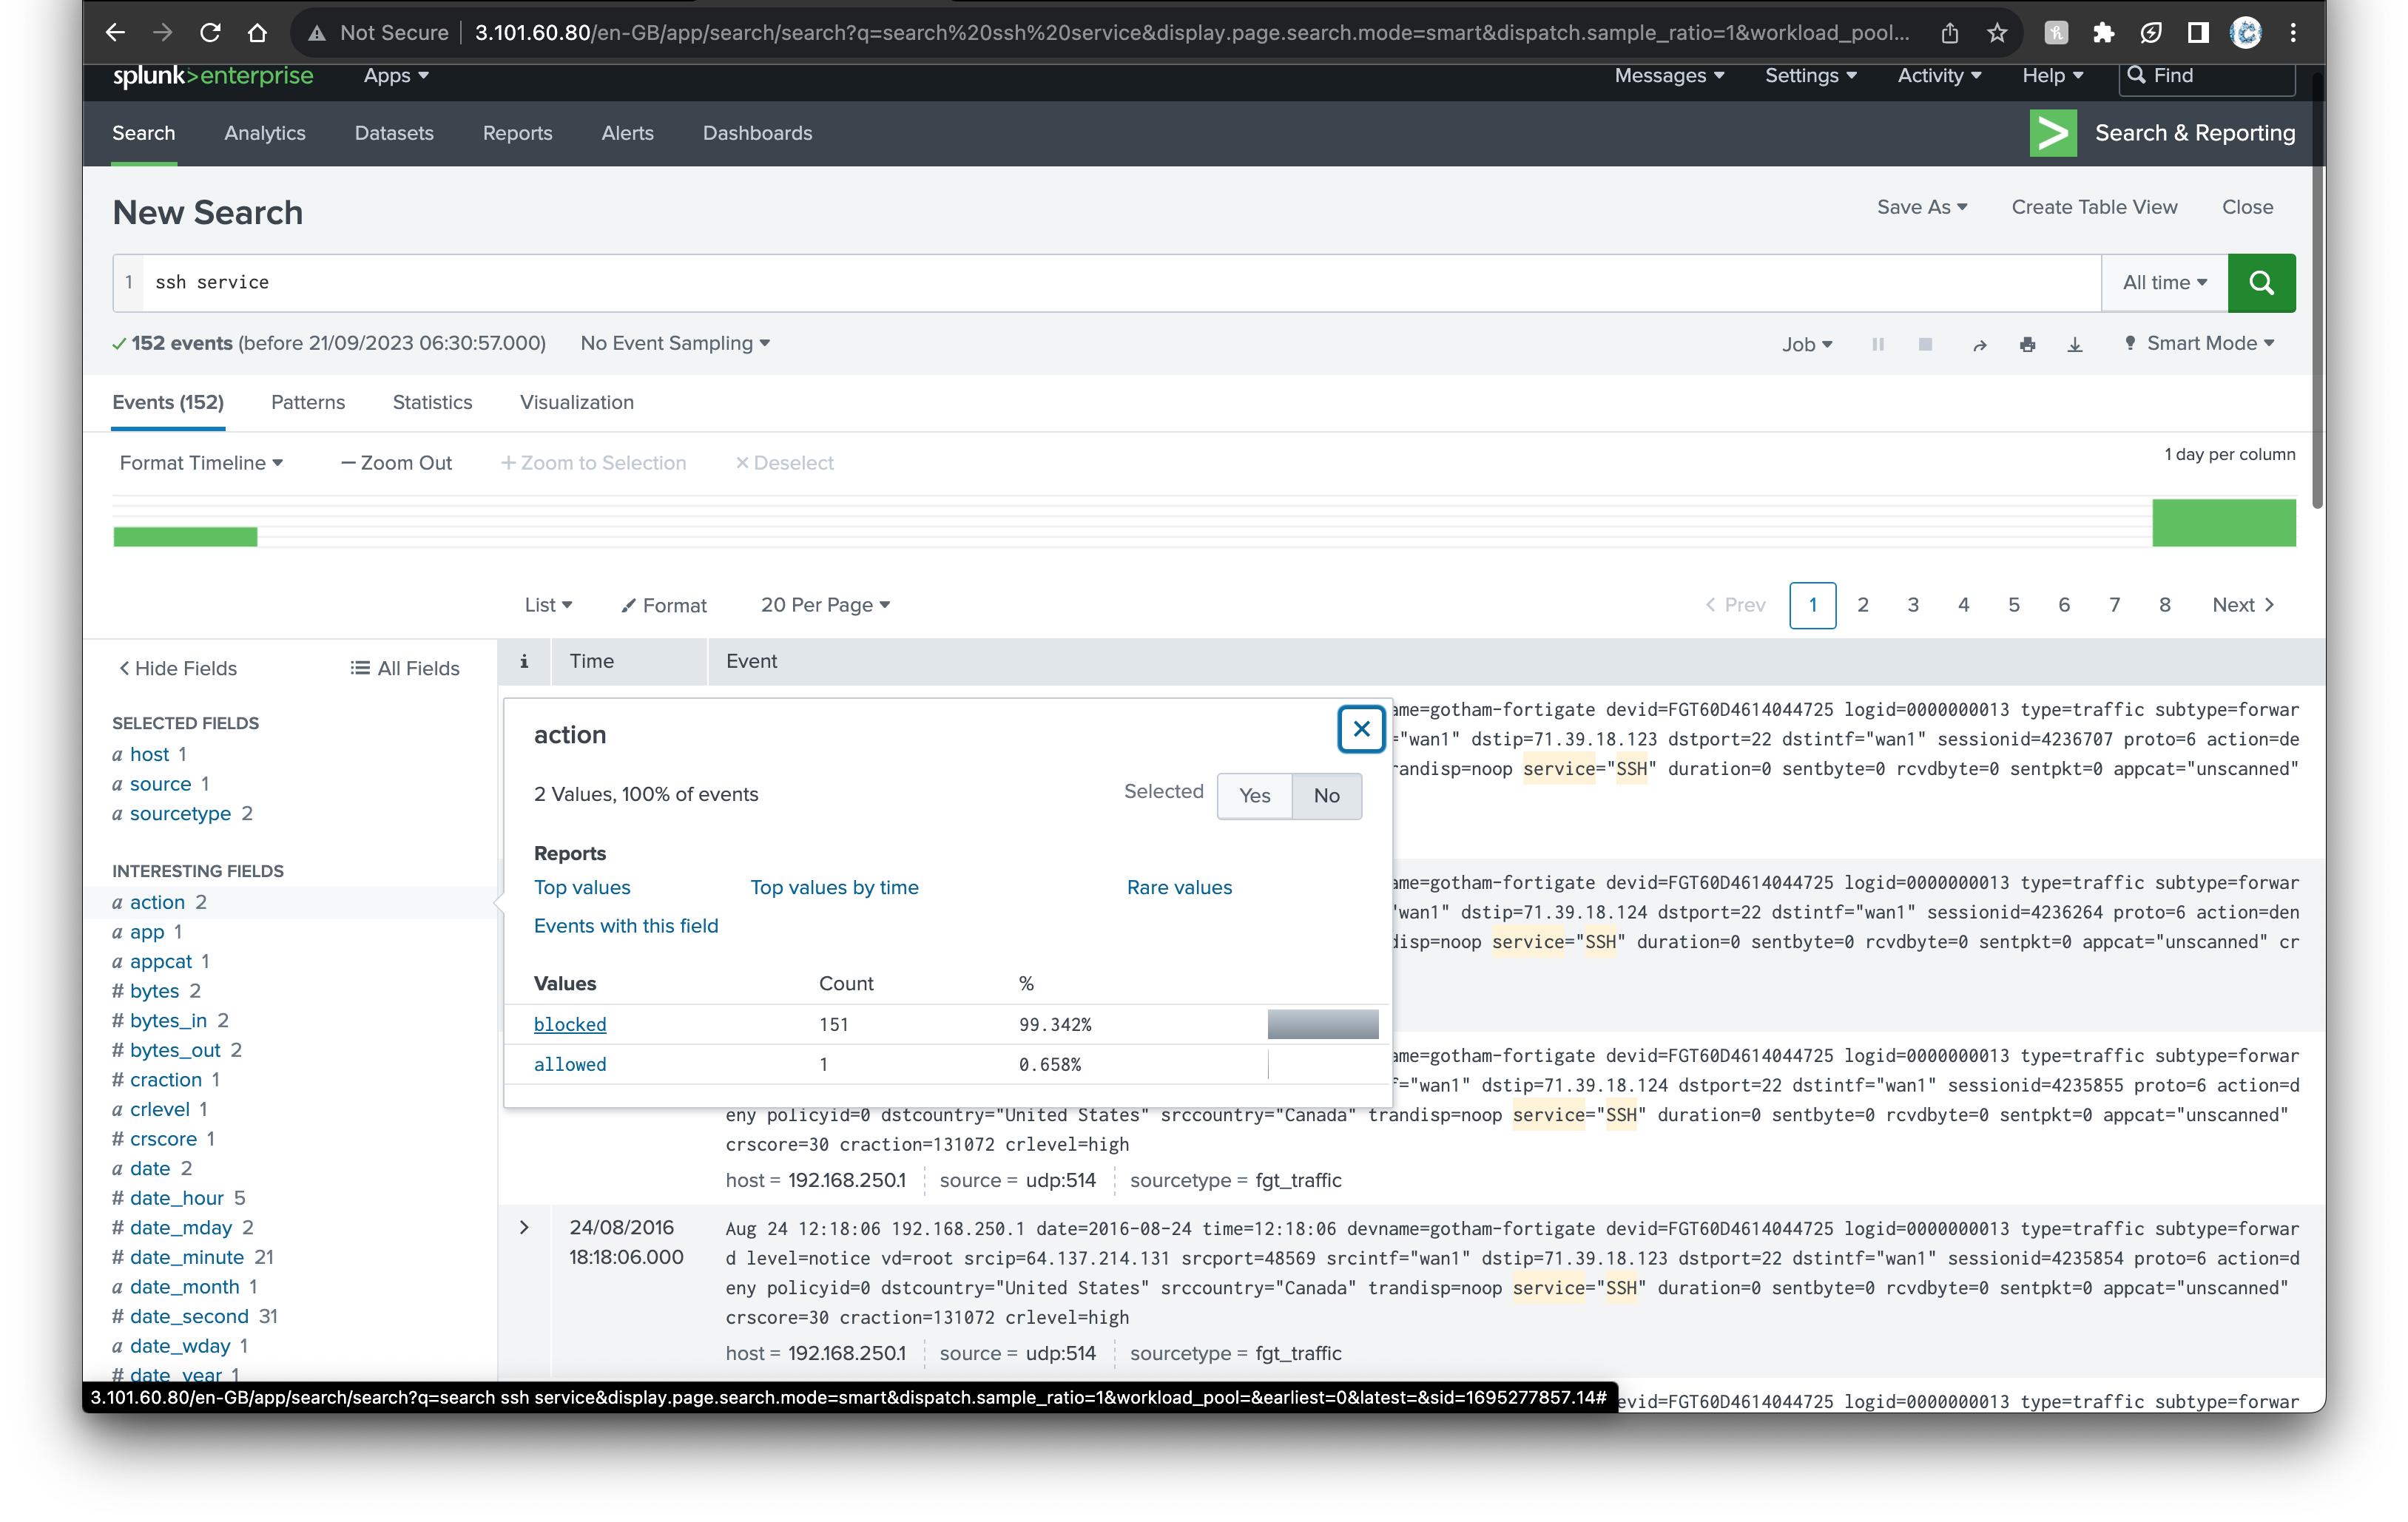 Not Secure 3.101.60.80/en-GB/app/search/search?q=search%20ssh%20service&display.page.search.mode=smart&dispatch.sample_ratio=1&workload_pool...
splunk>enterprise Apps Messages Settings Activity Help Find
Search Analytics Datasets Reports Alerts Dashboards Search & Reporting
New Search Save As Create Table View Close
1 ssh service All time
152 events (before 21/09/2023 06:30:57.000) No Event Sampling Job Smart Mode
Events (152) Patterns Statistics Visualization
Format Timeline — Zoom Out + Zoom to Selection × Deselect 1 day per column
List Format 20 Per Page < Prev 1 2 3 4 5 6 7 8 Next >
< Hide Fields All Fields
i Time Event
SELECTED FIELDS
a host 1
a source 1
a sourcetype 2
INTERESTING FIELDS
a action 2
a app 1
a appcat 1
# bytes 2
# bytes_in 2
# bytes_out 2
# craction 1
a crlevel 1
# crscore 1
a date 2
# date_hour 5
# date_mday 2
# date_minute 21
a date_month 1
# date_second 31
a date_wday 1
# date_year 1
action
2 Values, 100% of events Selected Yes No
Reports
Top values Top values by time Rare values
Events with this field
Values Count %
blocked 151 99.342%
allowed 1 0.658%
ame=gotham-fortigate devid=FGT60D4614044725 logid=0000000013 type=traffic subtype=forwar
="wan1" dstip=71.39.18.123 dstport=22 dstintf="wan1" sessionid=4236707 proto=6 action=de
randisp=noop service="SSH" duration=0 sentbyte=0 rcvdbyte=0 sentpkt=0 appcat="unscanned"
ame=gotham-fortigate devid=FGT60D4614044725 logid=0000000013 type=traffic subtype=forwar
"wan1" dstip=71.39.18.124 dstport=22 dstintf="wan1" sessionid=4236264 proto=6 action=den
disp=noop service="SSH" duration=0 sentbyte=0 rcvdbyte=0 sentpkt=0 appcat="unscanned" cr
ame=gotham-fortigate devid=FGT60D4614044725 logid=0000000013 type=traffic subtype=forwar
="wan1" dstip=71.39.18.124 dstport=22 dstintf="wan1" sessionid=4235855 proto=6 action=d
eny policyid=0 dstcountry="United States" srccountry="Canada" trandisp=noop service="SSH" duration=0 sentbyte=0 rcvdbyte=0 sentpkt=0 appcat="unscanned"
crscore=30 craction=131072 crlevel=high
host = 192.168.250.1 source = udp:514 sourcetype = fgt_traffic
> 24/08/2016
18:18:06.000
Aug 24 12:18:06 192.168.250.1 date=2016-08-24 time=12:18:06 devname=gotham-fortigate devid=FGT60D4614044725 logid=0000000013 type=traffic subtype=forwar
d level=notice vd=root srcip=64.137.214.131 srcport=48569 srcintf="wan1" dstip=71.39.18.123 dstport=22 dstintf="wan1" sessionid=4235854 proto=6 action=d
eny policyid=0 dstcountry="United States" srccountry="Canada" trandisp=noop service="SSH" duration=0 sentbyte=0 rcvdbyte=0 sentpkt=0 appcat="unscanned"
crscore=30 craction=131072 crlevel=high
host = 192.168.250.1 source = udp:514 sourcetype = fgt_traffic
evid=FGT60D4614044725 logid=0000000013 type=traffic subtype=forwar
3.101.60.80/en-GB/app/search/search?q=search ssh service&display.page.search.mode=smart&dispatch.sample_ratio=1&workload_pool=&earliest=0&latest=&sid=1695277857.14#